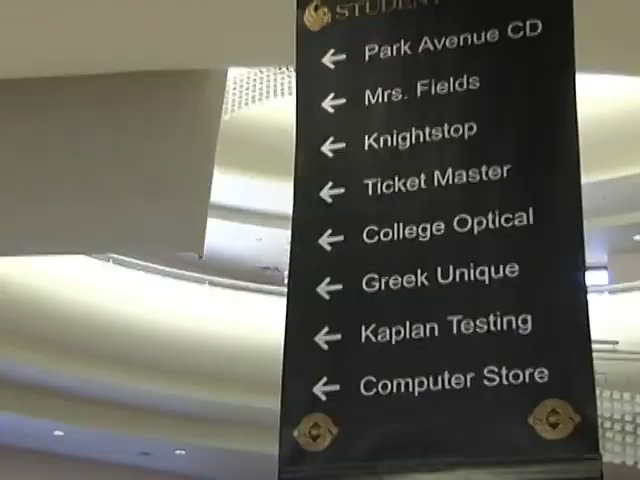 STUDENT
← Park Avenue CD
← Mrs. Fields
← Knightstop
← Ticket Master
← College Optical
← Greek Unique
← Kaplan Testing
← Computer Store